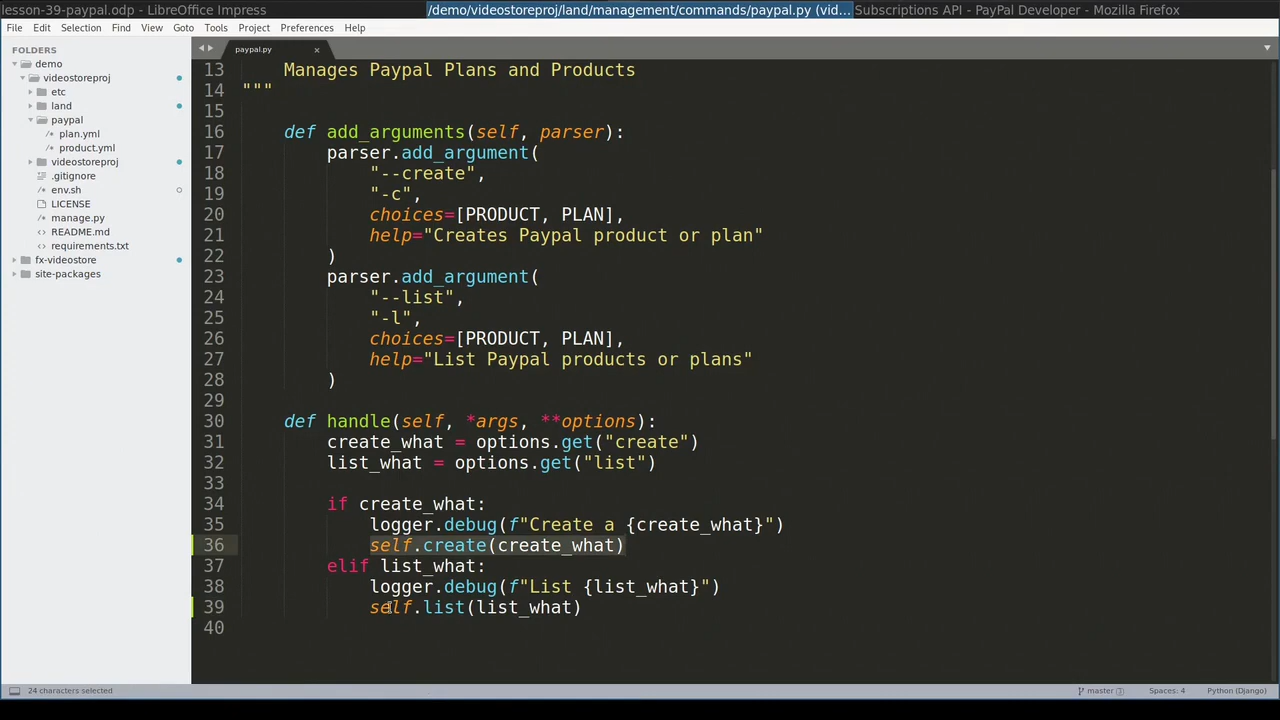 lesson-39-paypal.odp - LibreOffice Impress
/demo/videostoreproj/land/management/commands/paypal.py (vid...
Subscriptions API - PayPal Developer - Mozilla Firefox
File Edit Selection Find View Goto Tools Project Preferences Help
FOLDERS
demo
videostoreproj
etc
land
paypal
plan.yml
product.yml
videostoreproj
.gitignore
env.sh
LICENSE
manage.py
README.md
requirements.txt
fx-videostore
site-packages
paypal.py
13 Manages Paypal Plans and Products
14 """
15
16 def add_arguments(self, parser):
17 parser.add_argument(
18 "--create",
19 "-c",
20 choices=[PRODUCT, PLAN],
21 help="Creates Paypal product or plan"
22 )
23 parser.add_argument(
24 "--list",
25 "-l",
26 choices=[PRODUCT, PLAN],
27 help="List Paypal products or plans"
28 )
29
30 def handle(self, *args, **options):
31 create_what = options.get("create")
32 list_what = options.get("list")
33
34 if create_what:
35 logger.debug(f"Create a {create_what}")
36 self.create(create_what)
37 elif list_what:
38 logger.debug(f"List {list_what}")
39 self.list(list_what)
40
24 characters selected
master 3
Spaces: 4
Python (Django)